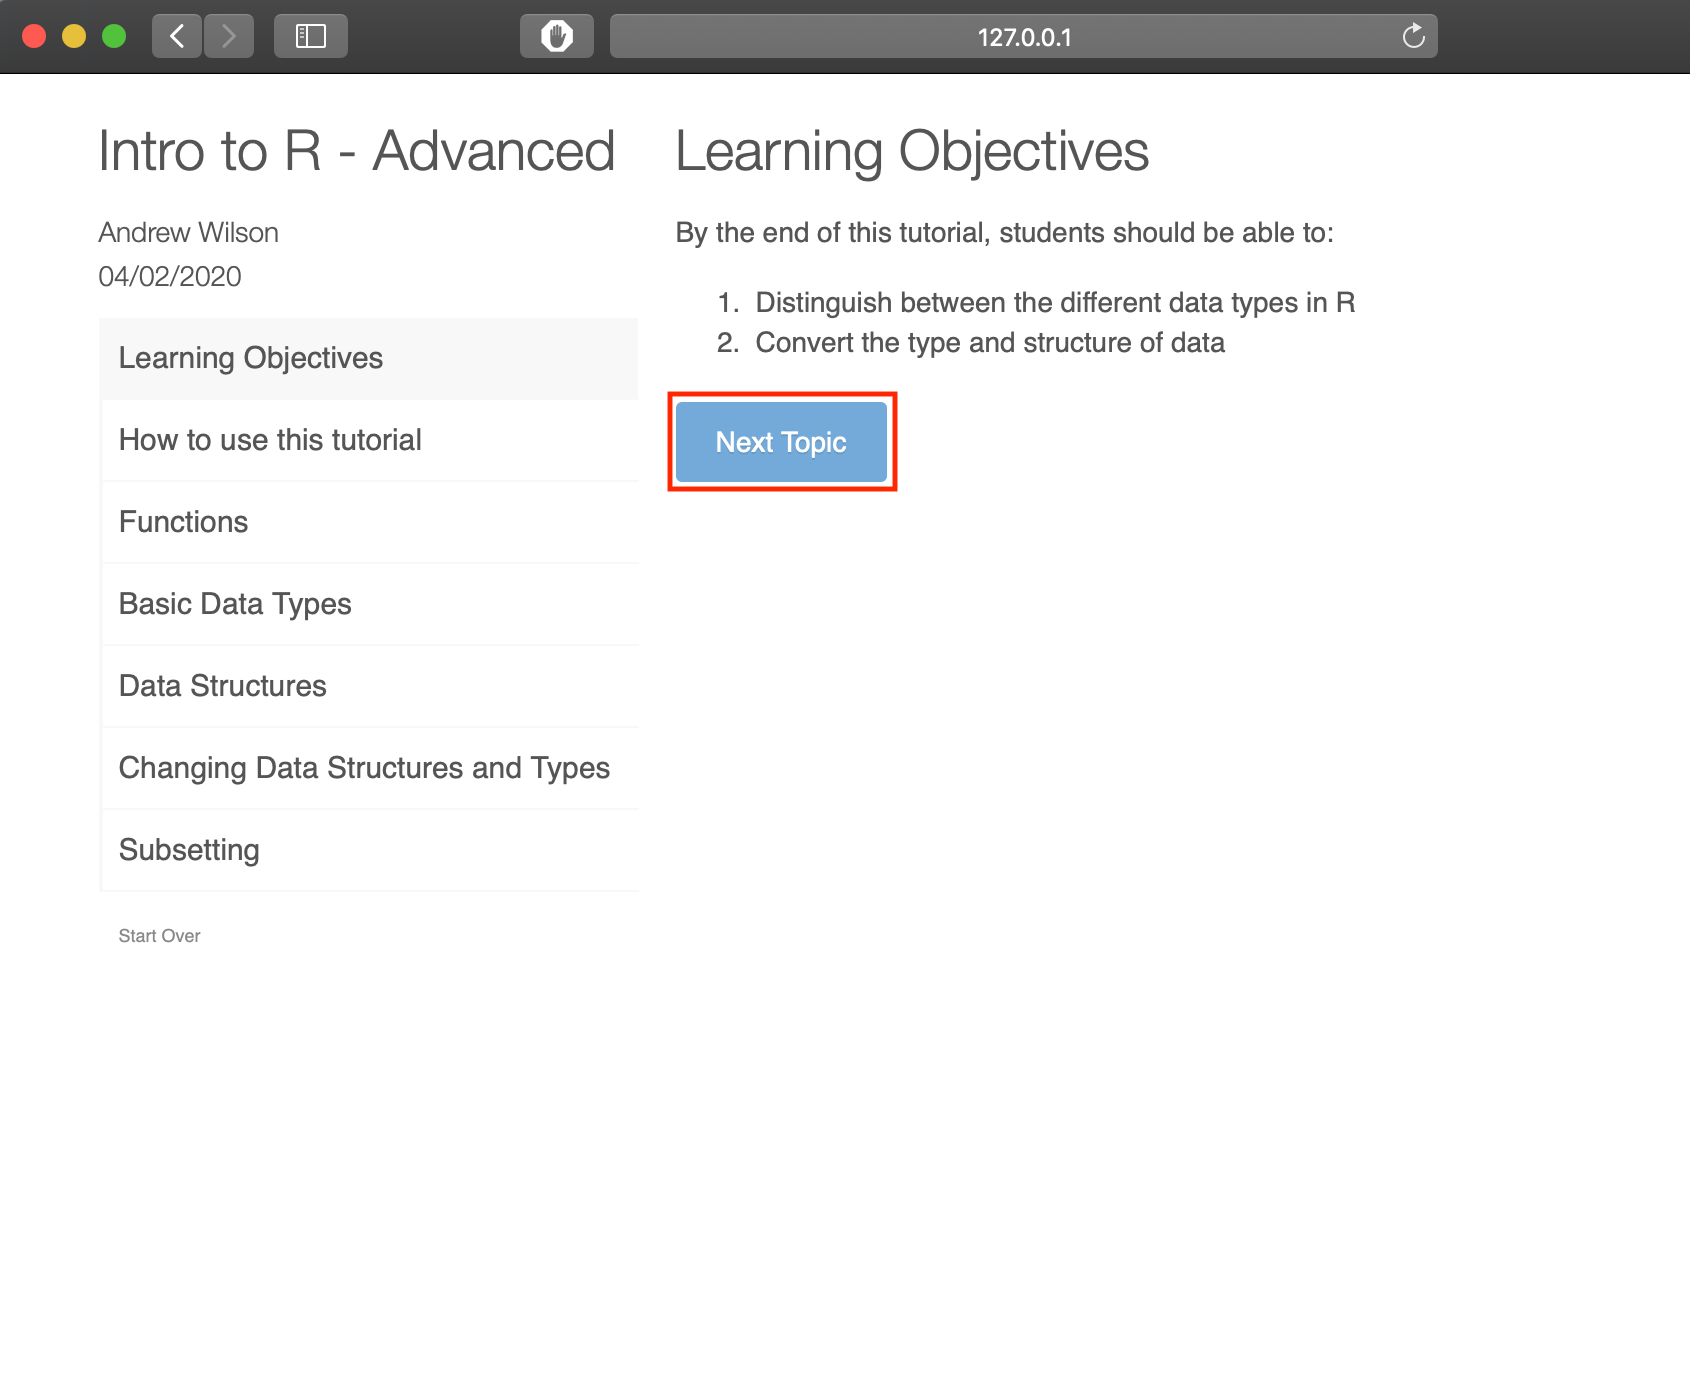 127.0.0.1
Intro to R - Advanced
Andrew Wilson
04/02/2020
Learning Objectives
How to use this tutorial
Functions
Basic Data Types
Data Structures
Changing Data Structures and Types
Subsetting
Start Over
Learning Objectives
By the end of this tutorial, students should be able to:
1. Distinguish between the different data types in R
2. Convert the type and structure of data
Next Topic